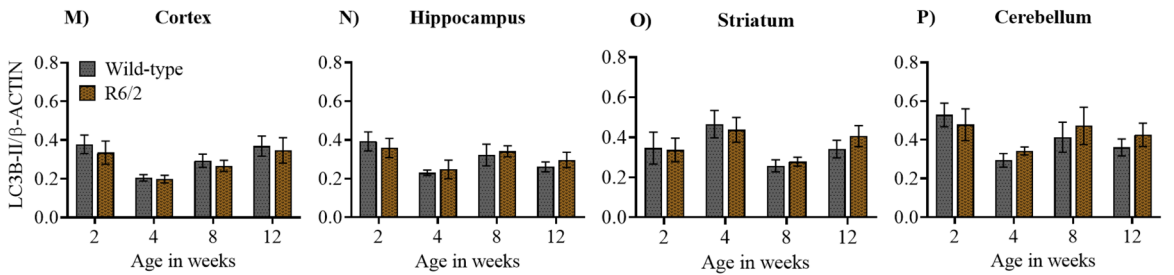 M) Cortex
N) Hippocampus
O) Striatum
P) Cerebellum
LC3B-II/β-ACTIN
Wild-type
R6/2
0.8
0.6
0.4
0.2
0.0
2 4 8 12
Age in weeks
0.8
0.6
0.4
0.2
0.0
2 4 8 12
Age in weeks
0.8
0.6
0.4
0.2
0.0
2 4 8 12
Age in weeks
0.8
0.6
0.4
0.2
0.0
2 4 8 12
Age in weeks